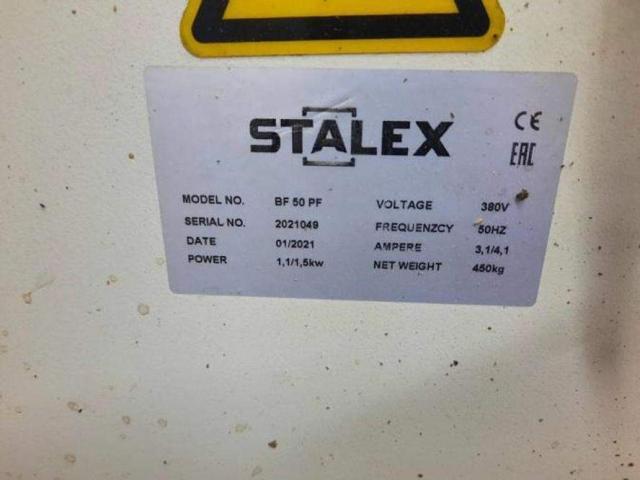 STALEX
CE
EAC
MODEL NO. BF 50 PF VOLTAGE 380V
SERIAL NO. 2021049 FREQUENZCY 50HZ
DATE 01/2021 AMPERE 3,1/4,1
POWER 1,1/1,5kw NET WEIGHT 450kg